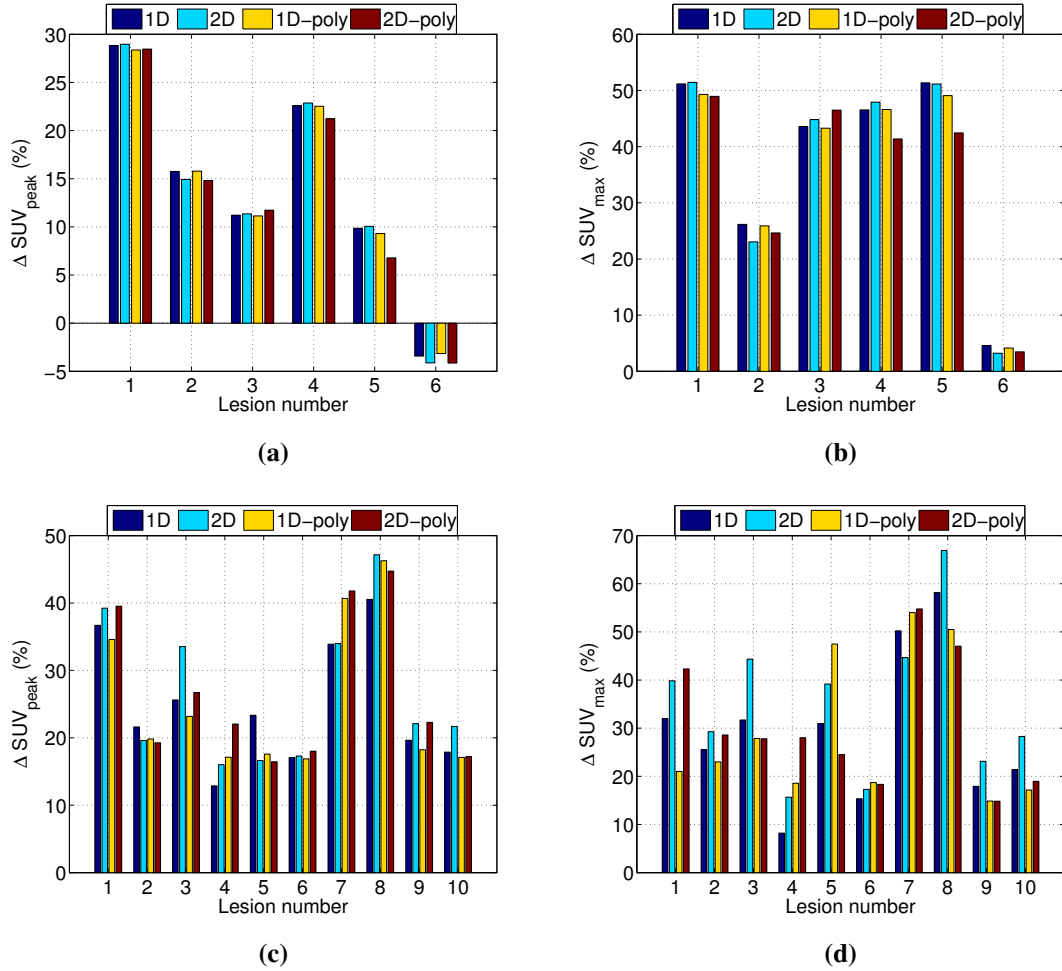 1D 2D 1D-poly 2D-poly
30
25
20
15
10
5
0
−5
Δ SUVpeak (%)
1 2 3 4 5 6
Lesion number
(a)
1D 2D 1D-poly 2D-poly
60
50
40
30
20
10
0
Δ SUVmax (%)
1 2 3 4 5 6
Lesion number
(b)
1D 2D 1D-poly 2D-poly
50
40
30
20
10
0
Δ SUVpeak (%)
1 2 3 4 5 6 7 8 9 10
Lesion number
(c)
1D 2D 1D-poly 2D-poly
70
60
50
40
30
20
10
0
Δ SUVmax (%)
1 2 3 4 5 6 7 8 9 10
Lesion number
(d)